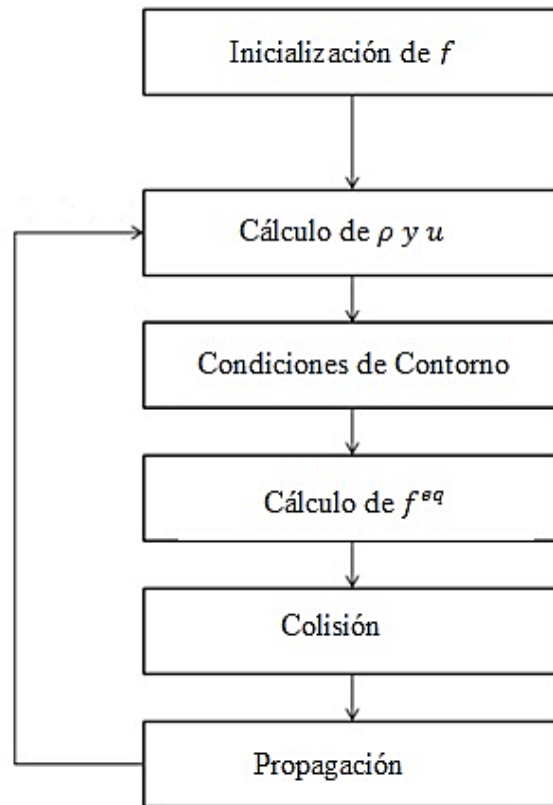 Inicialización de f
Cálculo de ρ y u
Condiciones de Contorno
Cálculo de f^eq
Colisión
Propagación